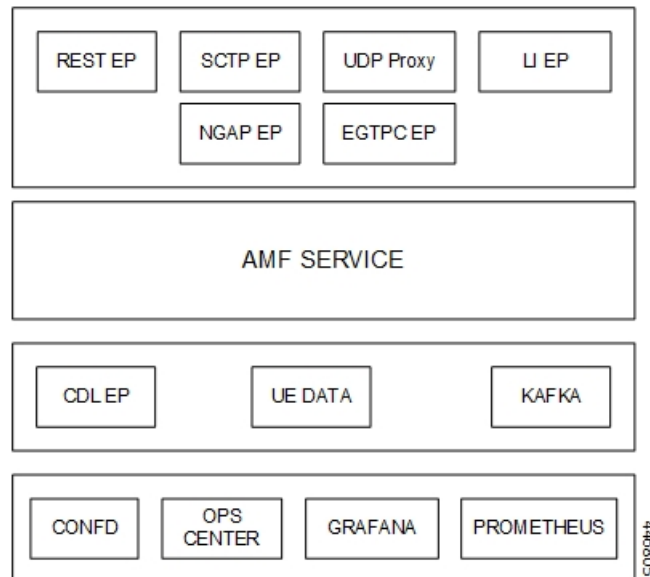 REST EP
SCTP EP
UDP Proxy
LI EP
NGAP EP
EGTPC EP
AMF SERVICE
CDL EP
UE DATA
KAFKA
CONFD
OPS
CENTER
GRAFANA
PROMETHEUS